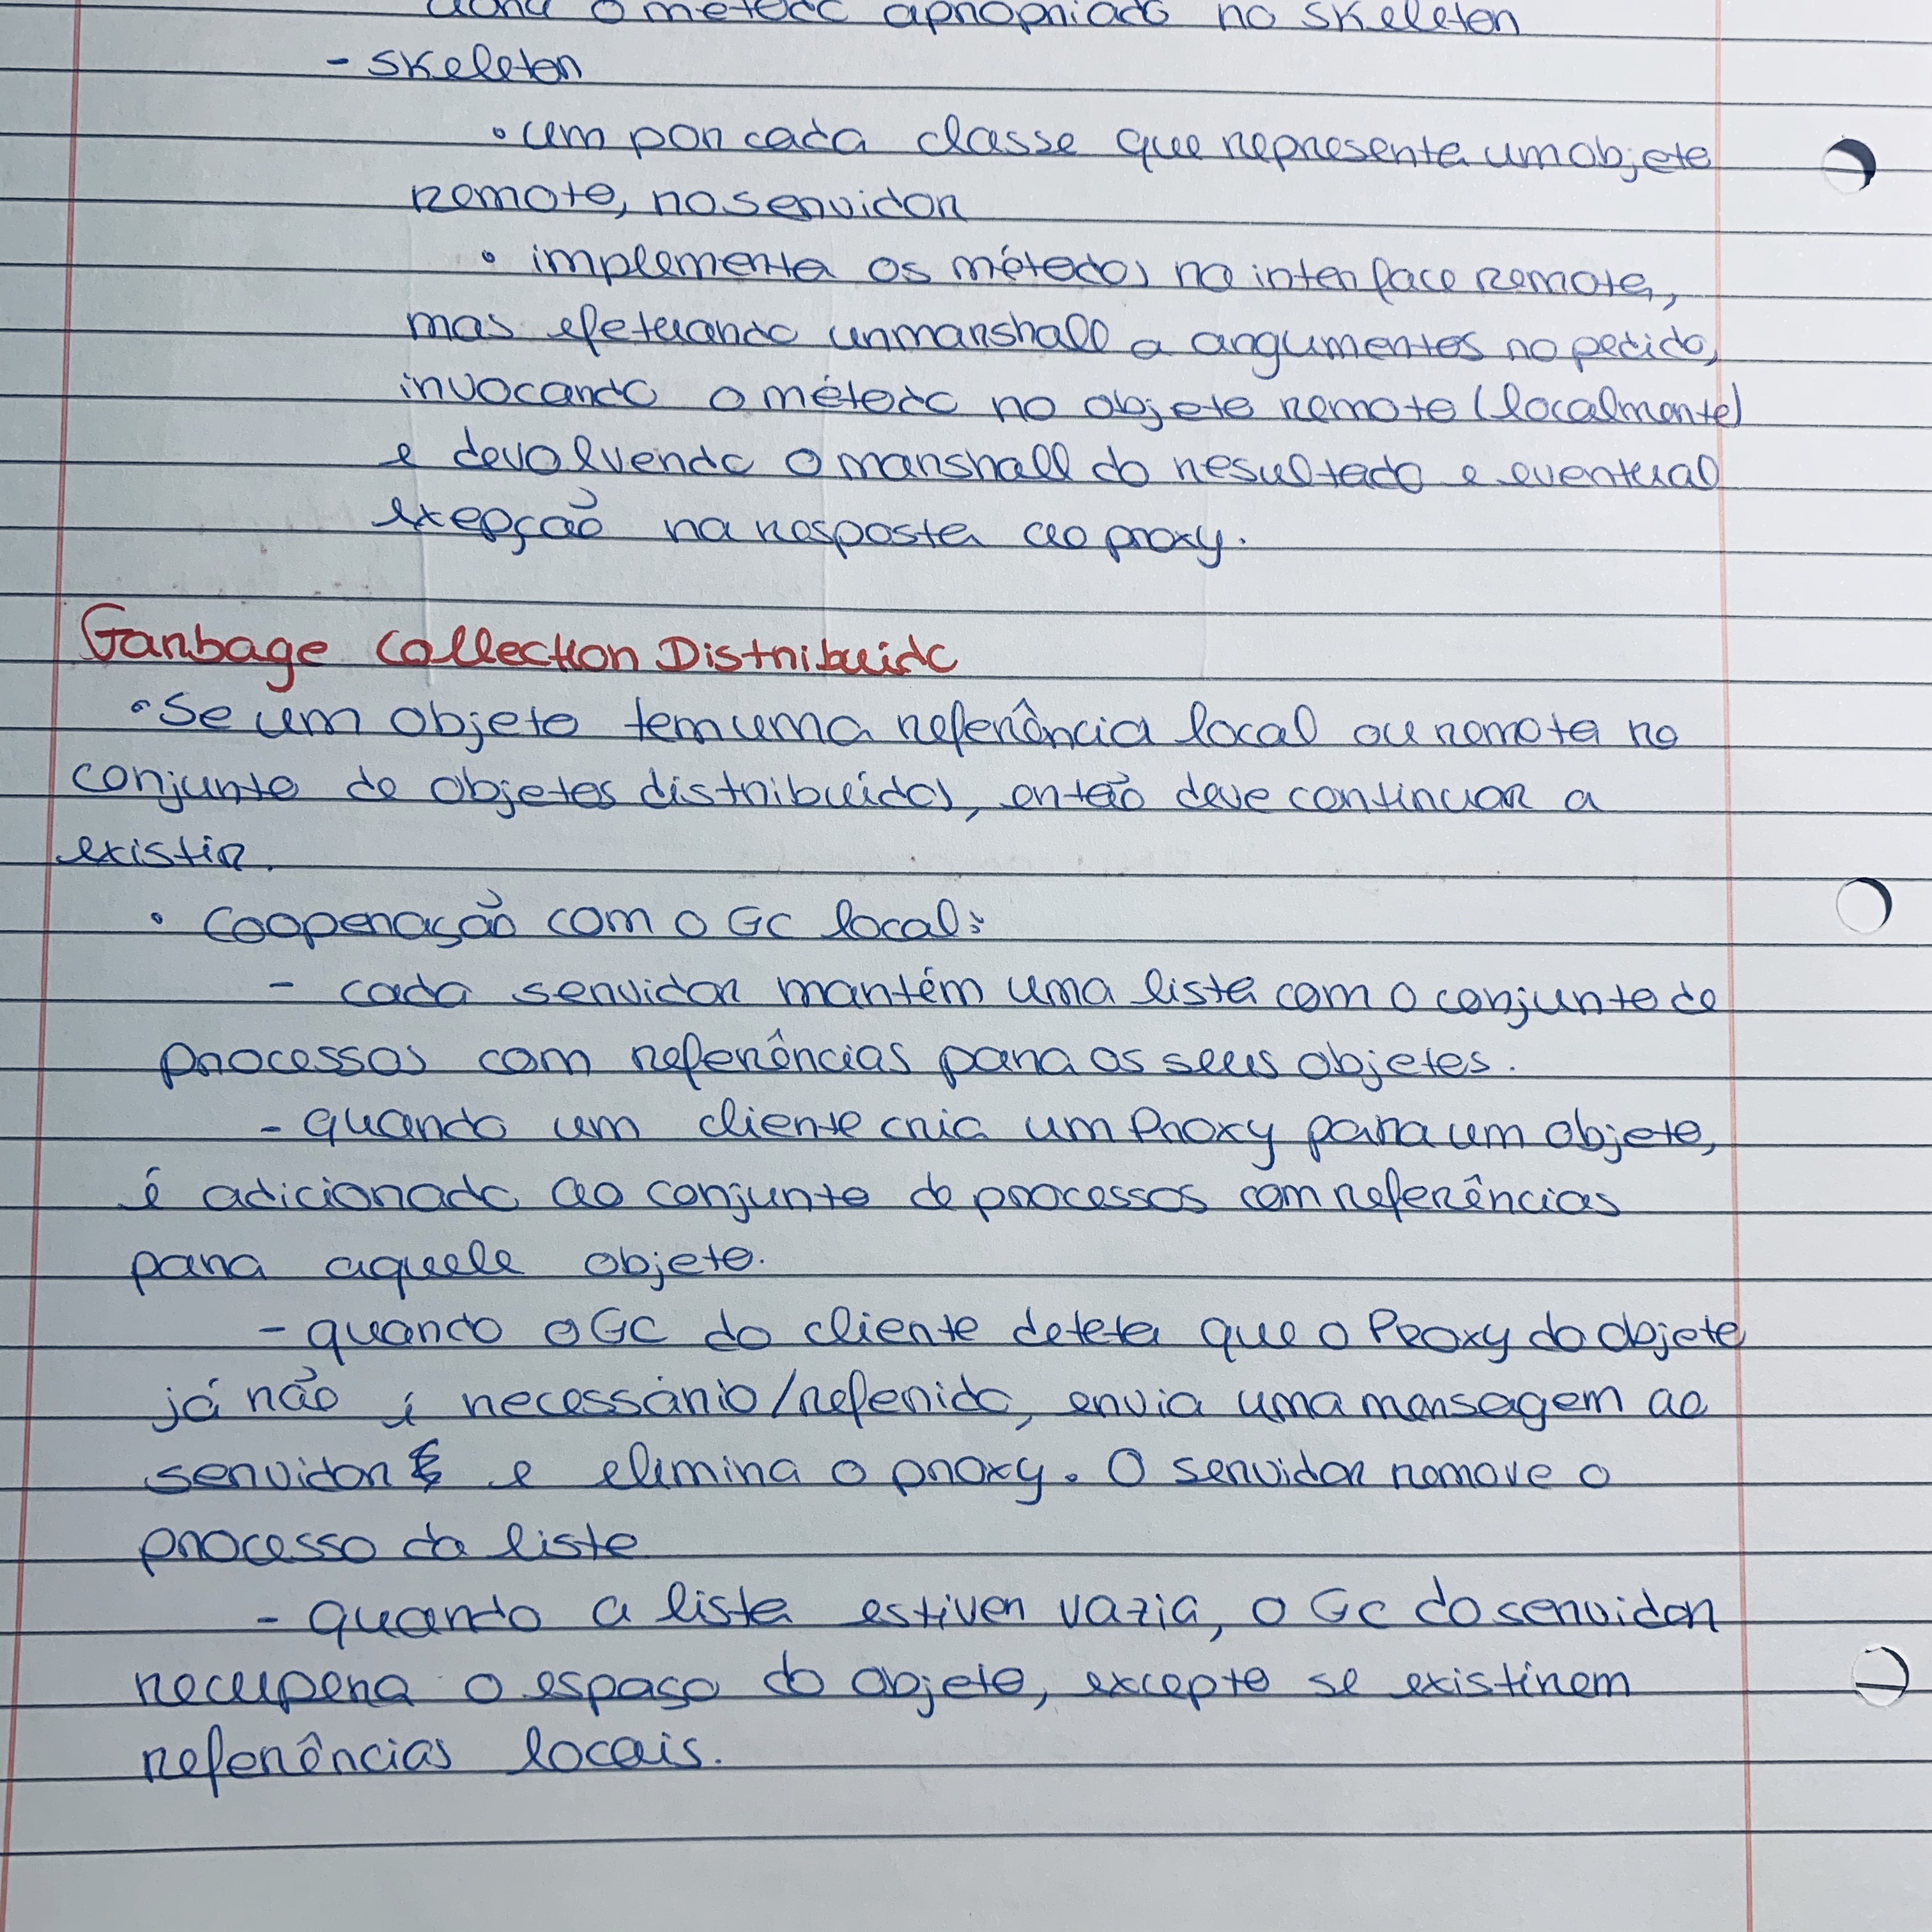 o método apropriado no skeleton
- skeleton
• um por cada classe que representa um objeto
remoto, no servidor
• implementa os métodos na interface remota,
mas efetuando unmarshall a argumentos no pedido,
invocando o método no objeto remoto (localmente)
e devolvendo o marshall do resultado e eventual
exepção na resposta ao proxy.
Garbage Collection Distribuído
• Se um objeto tem uma referência local ou remota no
conjunto de objetos distribuídos, então deve continuar a
existir.
• Cooperação com o GC local:
- cada servidor mantém uma lista com o conjunto de
processos com referências para os seus objetos.
- quando um cliente cria um Proxy para um objeto,
é adicionado ao conjunto de processos com referências
para aquele objeto.
- quando o GC do cliente deteta que o Proxy do objeto
já não é necessário/referido, envia uma mensagem ao
servidor e elimina o proxy. O servidor remove o
processo da lista
- quando a lista estiver vazia, o GC do servidor
recupera o espaço do objeto, excepto se existirem
referências locais.